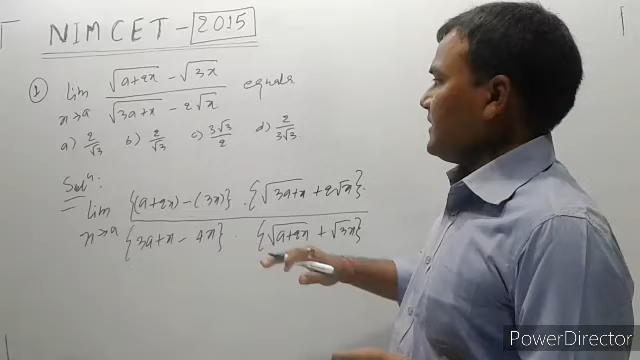 NIMCET - 2015
① lim x→a (√(a+2x) - √(3x)) / (√(3a+x) - 2√x) equals
a) 2/√3 b) 2/√3 c) 3√3/2 d) 2/3√3
Solⁿ:
= lim x→a {(a+2x) - (3x)} . {√(3a+x) + 2√x} / {3a+x - 4x} . {√(a+2x) + √3x}
PowerDirector